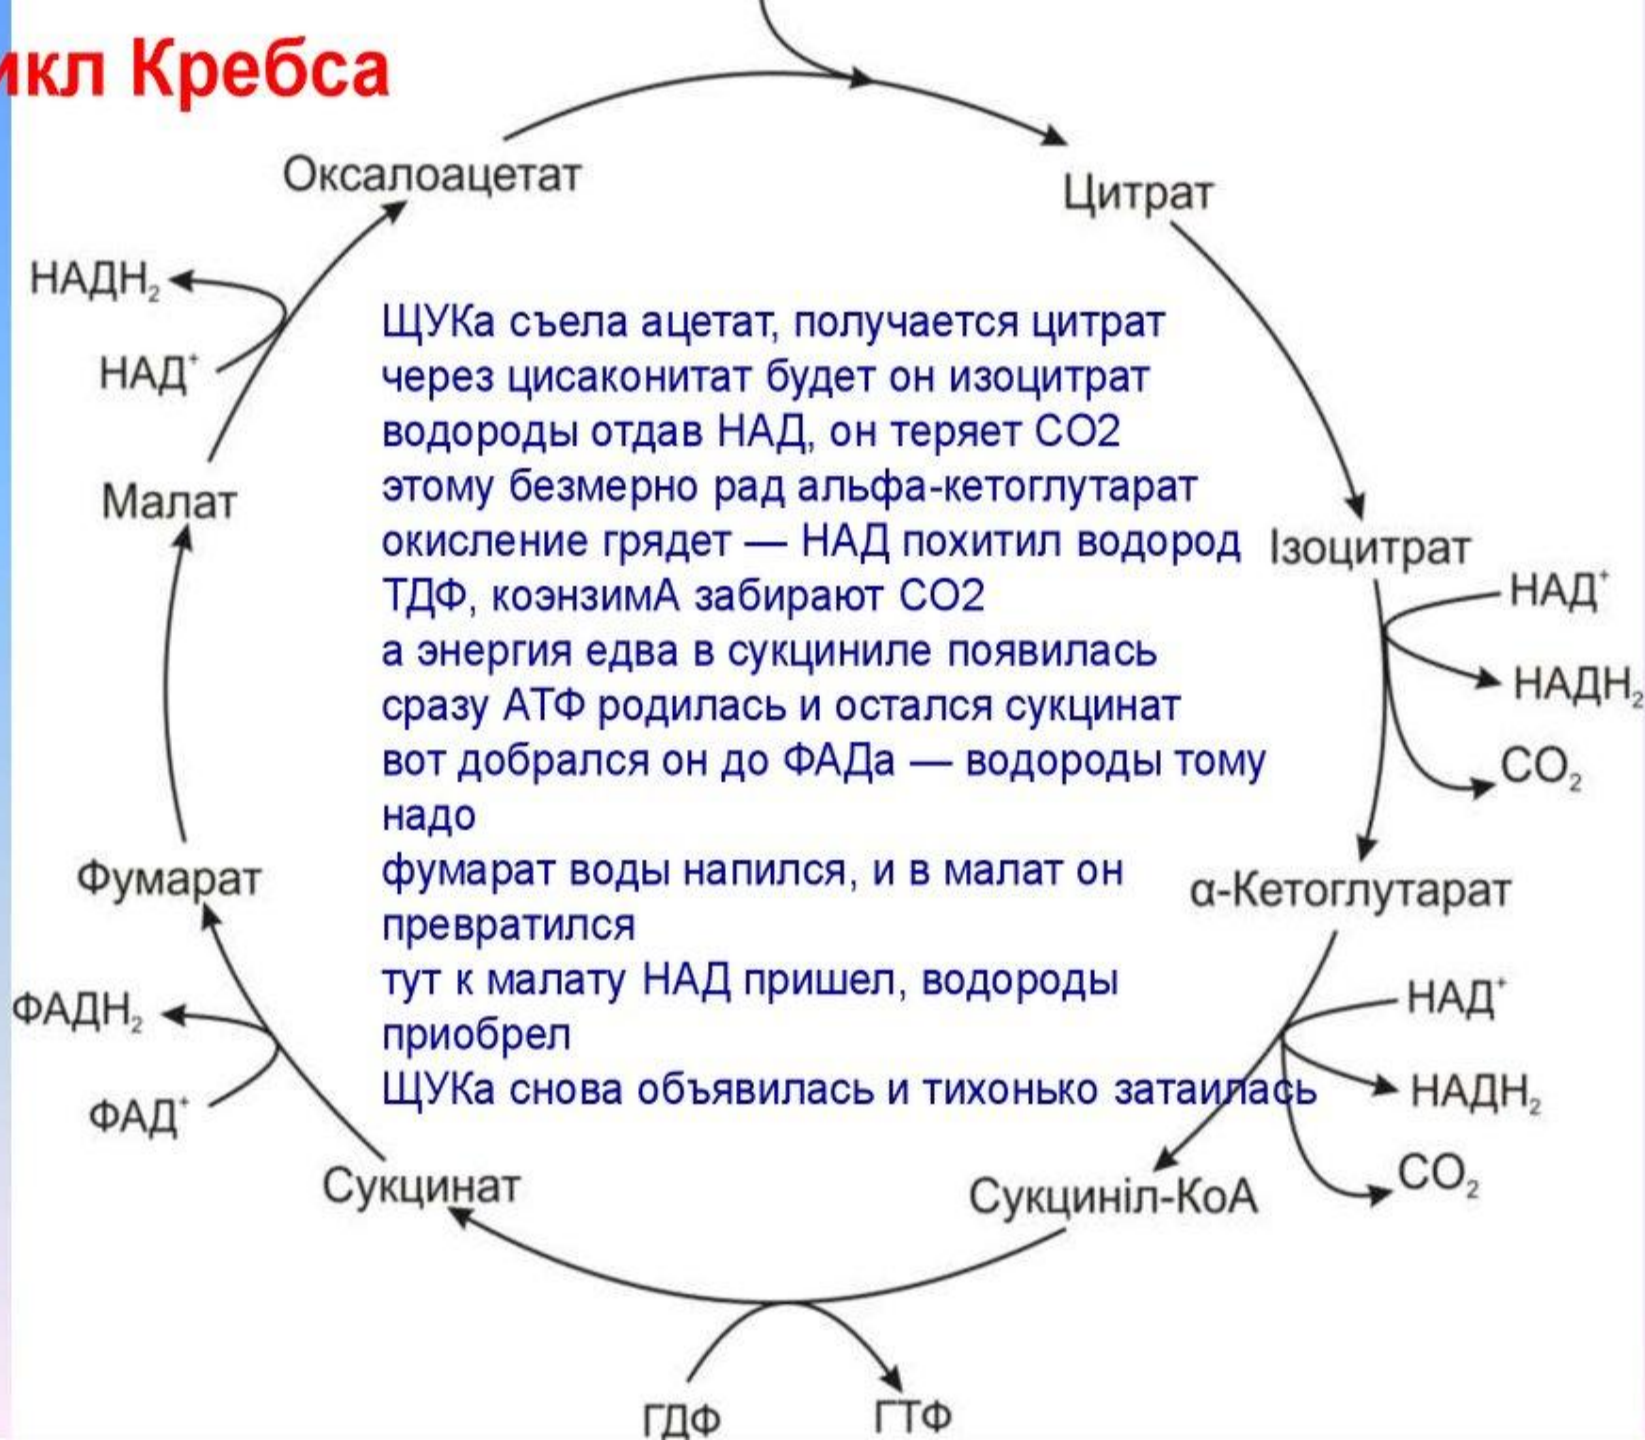 икл Кребса
Оксалоацетат
Цитрат
НАДН₂
НАД⁺
Малат
ЩУКа съела ацетат, получается цитрат
через цисаконитат будет он изоцитрат
водороды отдав НАД, он теряет СО2
этому безмерно рад альфа-кетоглутарат
окисление грядет — НАД похитил водород
ТДФ, коэнзимА забирают СО2
а энергия едва в сукциниле появилась
сразу АТФ родилась и остался сукцинат
вот добрался он до ФАДа — водороды тому
надо
фумарат воды напился, и в малат он
превратился
тут к малату НАД пришел, водороды
приобрел
ЩУКа снова объявилась и тихонько затаилась
Ізоцитрат
НАД⁺
НАДН₂
СО₂
Фумарат
α-Кетоглутарат
ФАДН₂
ФАД⁺
НАД⁺
НАДН₂
СО₂
Сукцинат
Сукциніл-КоА
ГДФ
ГТФ